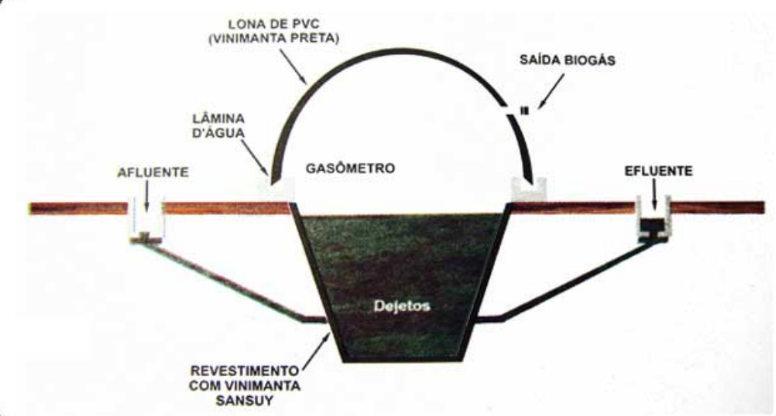 LONA DE PVC
(VINIMANTA PRETA)
SAÍDA BIOGÁS
LÂMINA
D'ÁGUA
GASÔMETRO
AFLUENTE
EFLUENTE
Dejetos
REVESTIMENTO
COM VINIMANTA
SANSUY